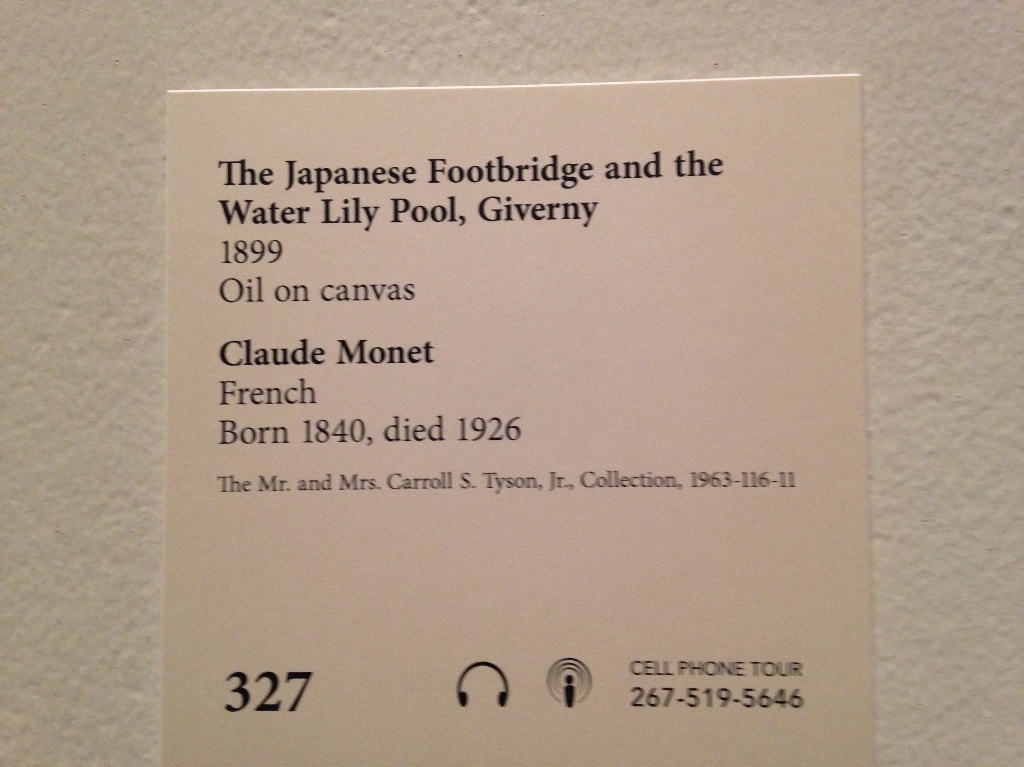 The Japanese Footbridge and the
Water Lily Pool, Giverny
1899
Oil on canvas
Claude Monet
French
Born 1840, died 1926
The Mr. and Mrs. Carroll S. Tyson, Jr., Collection, 1963-116-11
327
CELL PHONE TOUR
267-519-5646